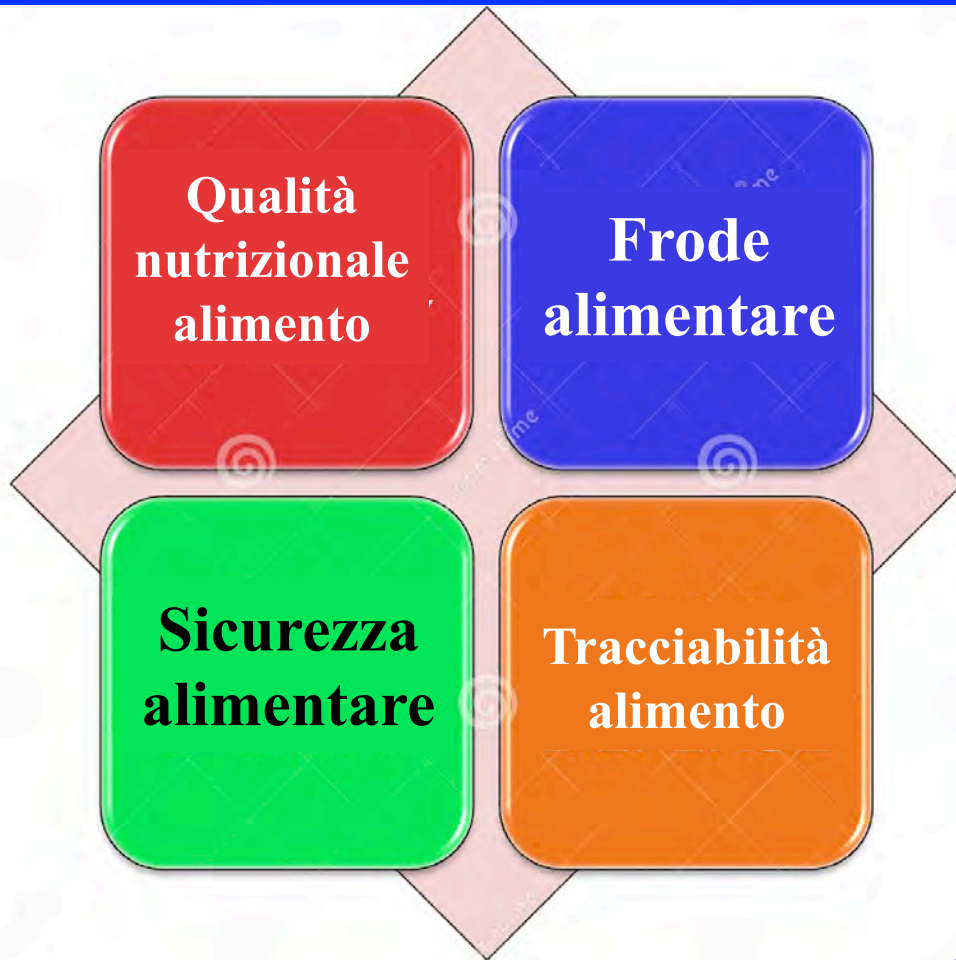 Qualità
nutrizionale
alimento
Frode
alimentare
Sicurezza
alimentare
Tracciabilità
alimento